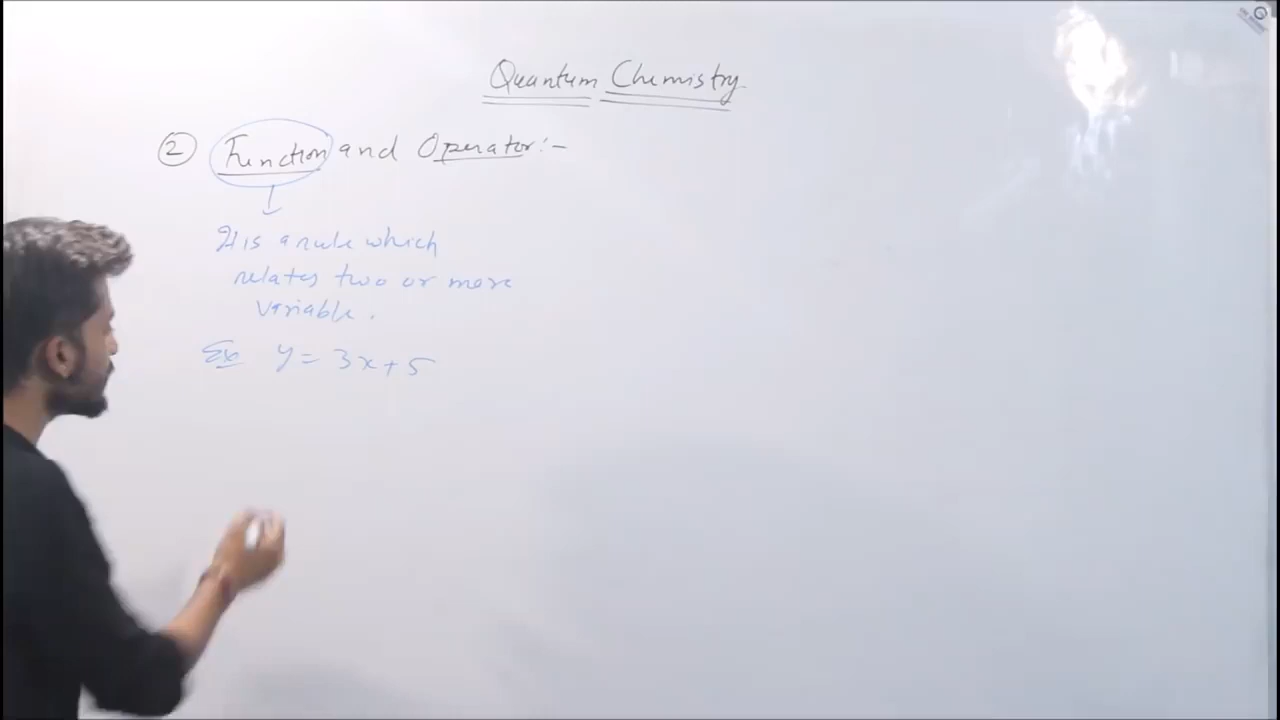 Quantum Chemistry
② Function and Operator:-
It is a rule which
relates two or more
variable.
Ex y = 3x+5